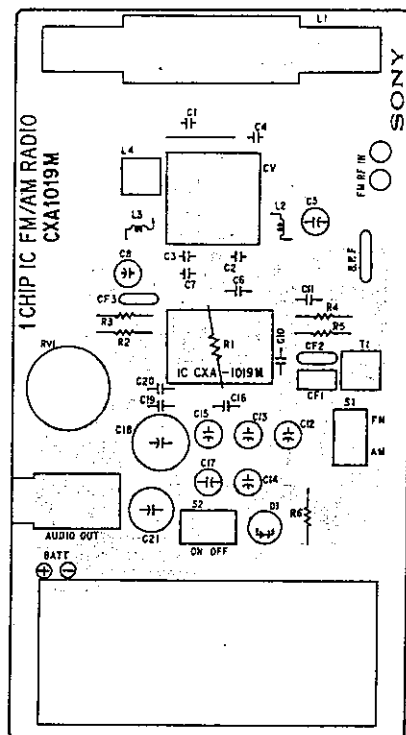 L1
SONY
C1
C4
1 CHIP IC FM/AM RADIO
CXA1019M
L4
CV
FM RF IN
L3
L2
C3
C8
C3
C2
B.P.F
C7
C6
CF3
C11
R3
R4
R2
R1
C10
R5
RV1
IC CXA-1019M
CF2
T2
C20
CF1
C19
C16
S1
C18
C15
C13
C12
FM
AM
C17
C14
S2
D1
R6
AUDIO OUT
C21
ON OFF
BATT
+ −